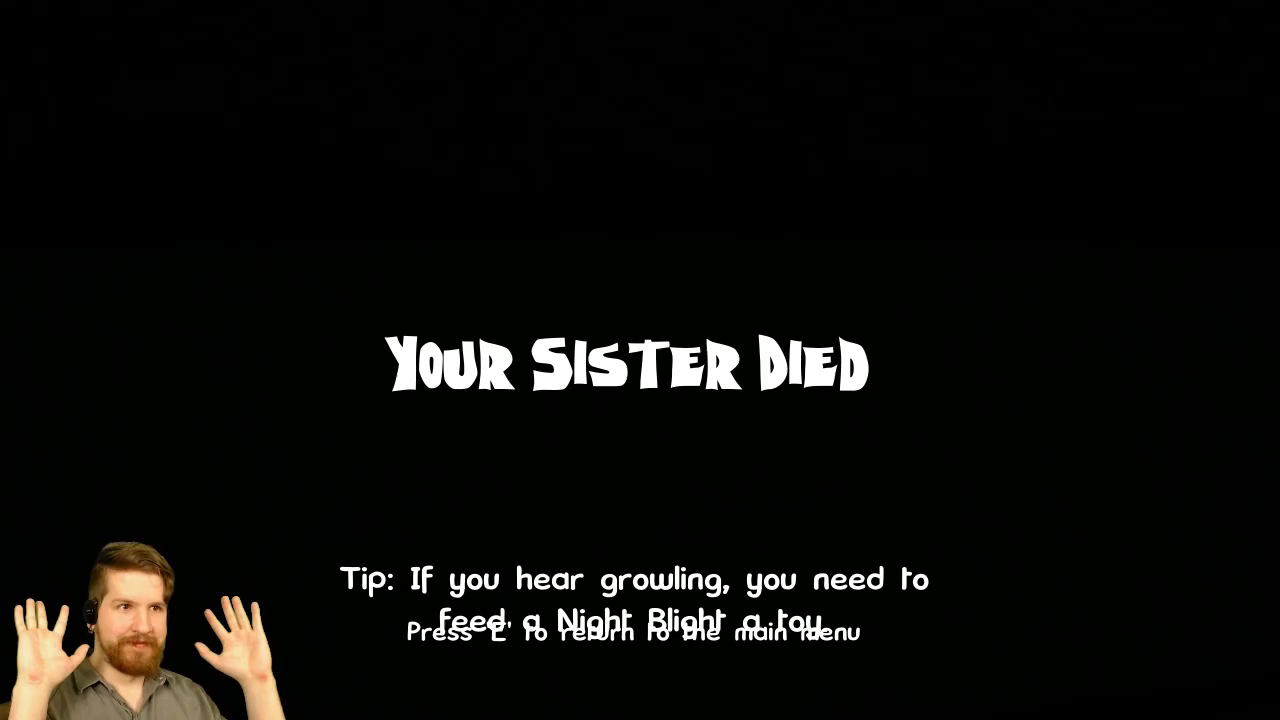 YOUR SISTER DIED
Tip: If you hear growling, you need to
feed a Night Blight a toy
Press 'E' to return to the main menu